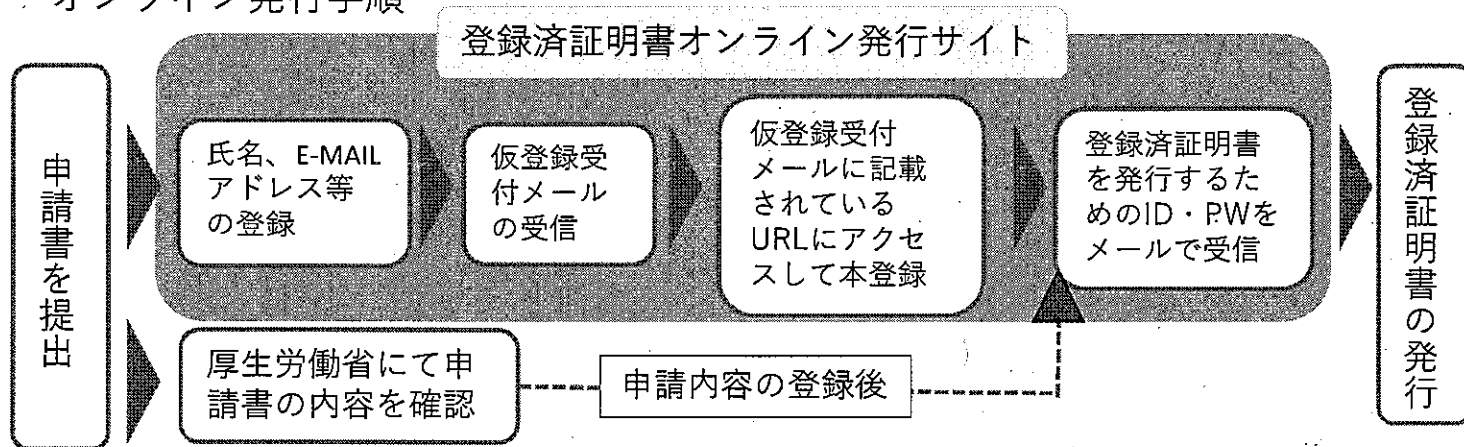 オンライン発行手順
登録済証明書オンライン発行サイト
申請書を提出
氏名、E-MAIL
アドレス等
の登録
仮登録受
付メール
の受信
仮登録受付
メールに記載
されている
URLにアクセ
スして本登録
登録済証明書
を発行するた
めのID・PWを
メールで受信
登録済証明書の発行
厚生労働省にて申
請書の内容を確認
申請内容の登録後